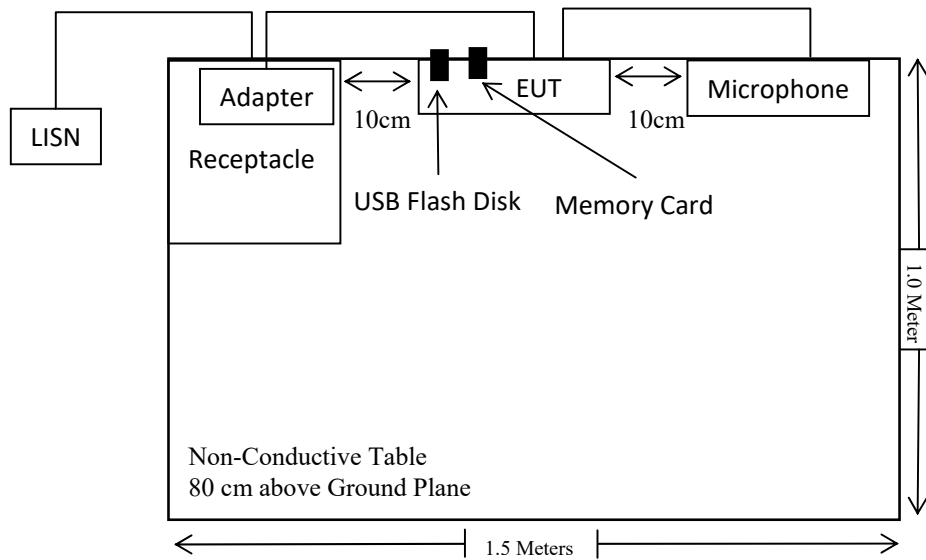 Adapter
EUT
Microphone
10cm
10cm
LISN
Receptacle
USB Flash Disk
Memory Card
1.0 Meter
Non-Conductive Table
80 cm above Ground Plane
1.5 Meters